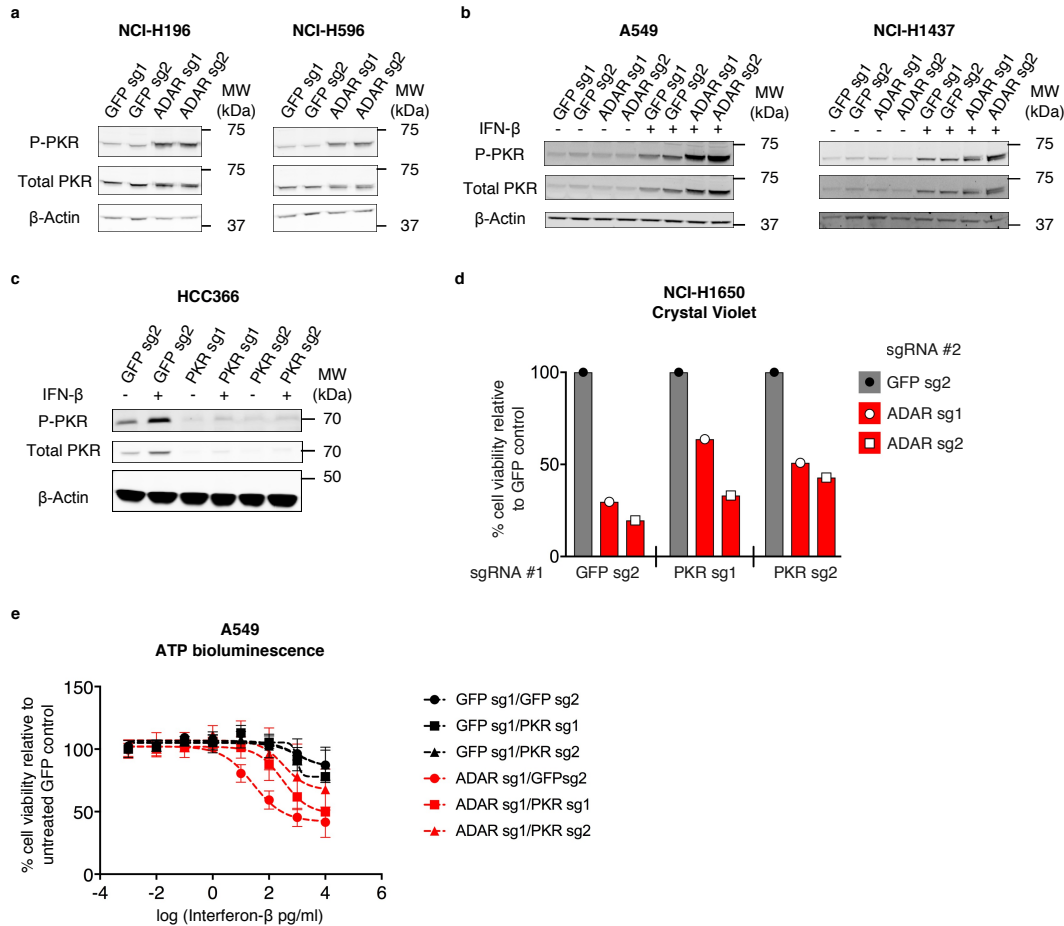 a
NCI-H196
NCI-H596
GFP sg1
GFP sg2
ADAR sg1
ADAR sg2
MW
(kDa)
GFP sg1
GFP sg2
ADAR sg1
ADAR sg2
MW
(kDa)
P-PKR
75
75
Total PKR
75
75
β-Actin
37
37
b
A549
NCI-H1437
GFP sg1
GFP sg2
ADAR sg1
ADAR sg2
GFP sg1
GFP sg2
ADAR sg1
ADAR sg2
MW
(kDa)
GFP sg1
GFP sg2
ADAR sg1
ADAR sg2
GFP sg1
GFP sg2
ADAR sg1
ADAR sg2
MW
(kDa)
IFN-β - - - - + + + + - - - - + + + +
P-PKR
75
75
Total PKR
75
75
β-Actin
37
37
c
HCC366
GFP sg2
GFP sg2
PKR sg1
PKR sg1
PKR sg2
PKR sg2
MW
(kDa)
IFN-β - + - + - +
P-PKR
70
Total PKR
70
50
β-Actin
d
NCI-H1650
Crystal Violet
% cell viability relative
to GFP control
100
50
0
sgRNA #1 GFP sg2 PKR sg1 PKR sg2
sgRNA #2
GFP sg2
ADAR sg1
ADAR sg2
e
A549
ATP bioluminescence
% cell viability relative to
untreated GFP control
150
100
50
0
-4 -2 0 2 4 6
log (Interferon-β pg/ml)
GFP sg1/GFP sg2
GFP sg1/PKR sg1
GFP sg1/PKR sg2
ADAR sg1/GFPsg2
ADAR sg1/PKR sg1
ADAR sg1/PKR sg2